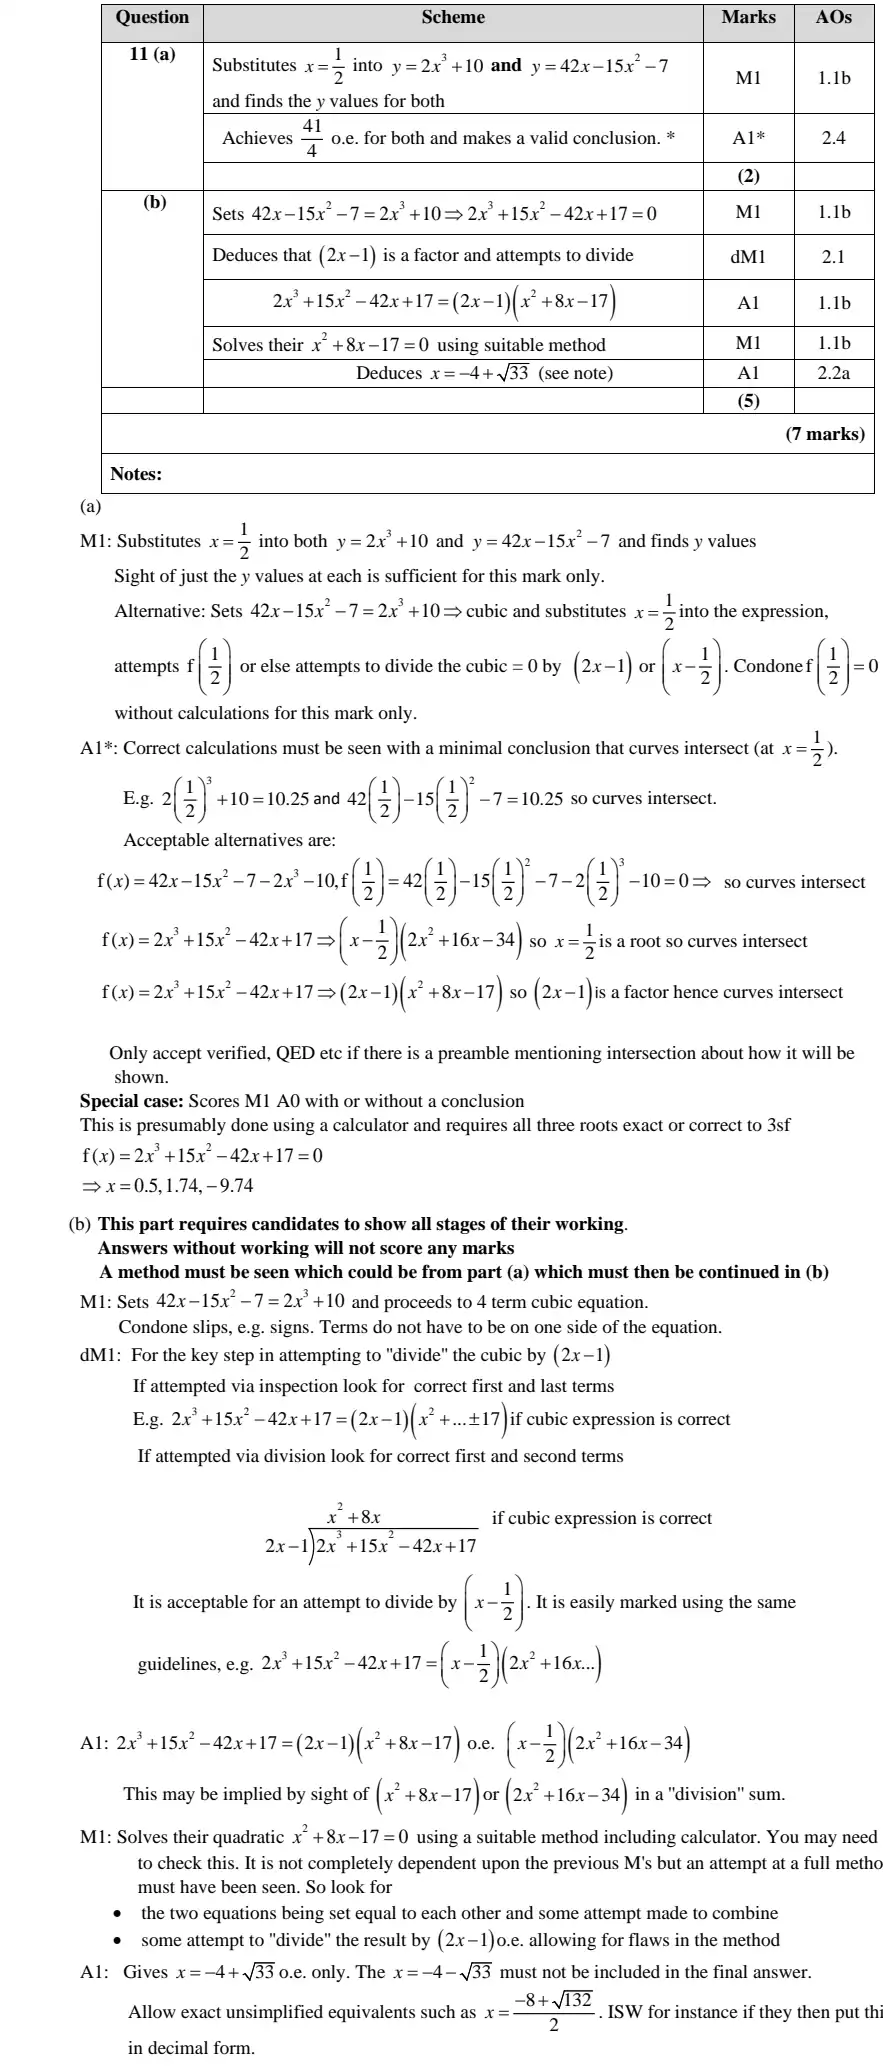 Question Scheme Marks AOs
11 (a) Substitutes x = 1/2 into y = 2x³ + 10 and y = 42x − 15x² − 7
and finds the y values for both M1 1.1b
Achieves 41/4 o.e. for both and makes a valid conclusion. * A1* 2.4
(2)
(b) Sets 42x − 15x² − 7 = 2x³ + 10 ⇒ 2x³ + 15x² − 42x + 17 = 0 M1 1.1b
Deduces that (2x − 1) is a factor and attempts to divide dM1 2.1
2x³ + 15x² − 42x + 17 = (2x − 1)(x² + 8x − 17) A1 1.1b
Solves their x² + 8x − 17 = 0 using suitable method M1 1.1b
Deduces x = −4 + √33 (see note) A1 2.2a
(5)
(7 marks)
Notes:
(a)
M1: Substitutes x = 1/2 into both y = 2x³ + 10 and y = 42x − 15x² − 7 and finds y values
Sight of just the y values at each is sufficient for this mark only.
Alternative: Sets 42x − 15x² − 7 = 2x³ + 10 ⇒ cubic and substitutes x = 1/2 into the expression,
attempts f(1/2) or else attempts to divide the cubic = 0 by (2x − 1) or (x − 1/2). Condone f(1/2) = 0
without calculations for this mark only.
A1*: Correct calculations must be seen with a minimal conclusion that curves intersect (at x = 1/2).
E.g. 2(1/2)³ + 10 = 10.25 and 42(1/2) − 15(1/2)² − 7 = 10.25 so curves intersect.
Acceptable alternatives are:
f(x) = 42x − 15x² − 7 − 2x³ − 10, f(1/2) = 42(1/2) − 15(1/2)² − 7 − 2(1/2)³ − 10 = 0 ⇒ so curves intersect
f(x) = 2x³ + 15x² − 42x + 17 ⇒ (x − 1/2)(2x² + 16x − 34) so x = 1/2 is a root so curves intersect
f(x) = 2x³ + 15x² − 42x + 17 ⇒ (2x − 1)(x² + 8x − 17) so (2x − 1) is a factor hence curves intersect
Only accept verified, QED etc if there is a preamble mentioning intersection about how it will be
shown.
Special case: Scores M1 A0 with or without a conclusion
This is presumably done using a calculator and requires all three roots exact or correct to 3sf
f(x) = 2x³ + 15x² − 42x + 17 = 0
⇒ x = 0.5, 1.74, − 9.74
(b) This part requires candidates to show all stages of their working.
Answers without working will not score any marks
A method must be seen which could be from part (a) which must then be continued in (b)
M1: Sets 42x − 15x² − 7 = 2x³ + 10 and proceeds to 4 term cubic equation.
Condone slips, e.g. signs. Terms do not have to be on one side of the equation.
dM1: For the key step in attempting to "divide" the cubic by (2x − 1)
If attempted via inspection look for correct first and last terms
E.g. 2x³ + 15x² − 42x + 17 = (2x − 1)(x² + ... ± 17) if cubic expression is correct
If attempted via division look for correct first and second terms
x² + 8x if cubic expression is correct
2x − 1)2x³ + 15x² − 42x + 17
It is acceptable for an attempt to divide by (x − 1/2). It is easily marked using the same
guidelines, e.g. 2x³ + 15x² − 42x + 17 = (x − 1/2)(2x² + 16x...)
A1: 2x³ + 15x² − 42x + 17 = (2x − 1)(x² + 8x − 17) o.e. (x − 1/2)(2x² + 16x − 34)
This may be implied by sight of (x² + 8x − 17) or (2x² + 16x − 34) in a "division" sum.
M1: Solves their quadratic x² + 8x − 17 = 0 using a suitable method including calculator. You may need
to check this. It is not completely dependent upon the previous M's but an attempt at a full metho
must have been seen. So look for
• the two equations being set equal to each other and some attempt made to combine
• some attempt to "divide" the result by (2x − 1) o.e. allowing for flaws in the method
A1: Gives x = −4 + √33 o.e. only. The x = −4 − √33 must not be included in the final answer.
Allow exact unsimplified equivalents such as x = (−8 + √132)/2. ISW for instance if they then put thi
in decimal form.